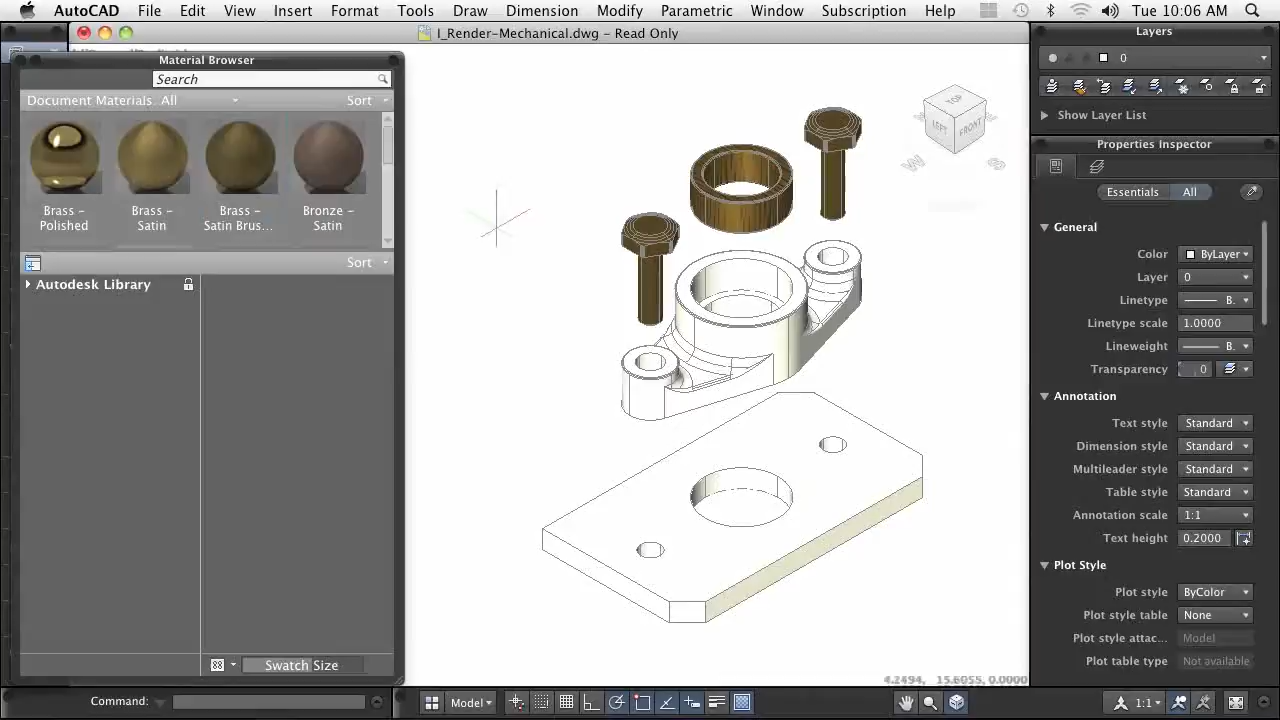 AutoCAD File Edit View Insert Format Tools Draw Dimension Modify Parametric Window Subscription Help Tue 10:06 AM
I_Render-Mechanical.dwg – Read Only
Material Browser
Search
Document Materials: All Sort
Brass – Polished
Brass – Satin
Brass – Satin Brus...
Bronze – Satin
Sort
Autodesk Library
Swatch Size
Command:
TOP
LEFT
FRONT
W
S
4.2494, 15.6055, 0.0000
Model
1:1
Layers
0
Show Layer List
Properties Inspector
Essentials All
General
Color ByLayer
Layer 0
Linetype B.
Linetype scale 1.0000
Lineweight B.
Transparency 0
Annotation
Text style Standard
Dimension style Standard
Multileader style Standard
Table style Standard
Annotation scale 1:1
Text height 0.2000
Plot Style
Plot style ByColor
Plot style table None
Plot style attac... Model
Plot table type Not available